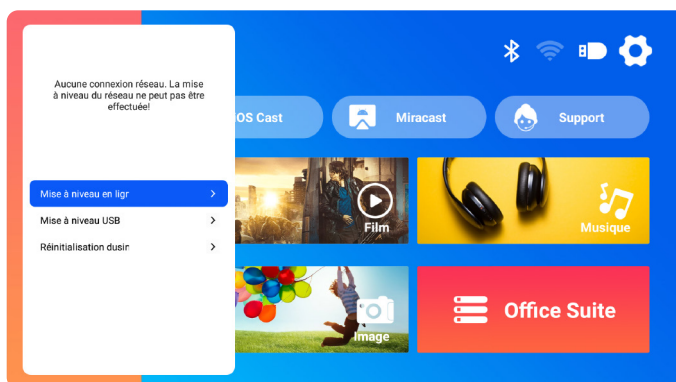 Aucune connexion réseau. La mise
à niveau du réseau ne peut pas être
effectuée!
OS Cast
Miracast
Support
Mise à niveau en ligr
Mise à niveau USB
Réinitialisation dusir
Film
Musique
Image
Office Suite